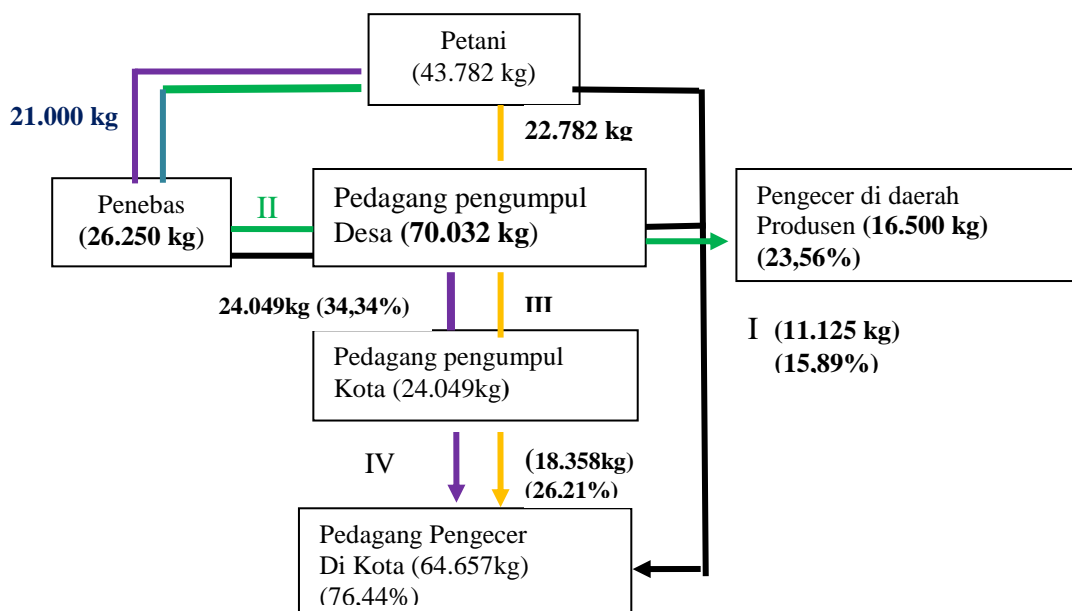 Petani
(43.782 kg)
21.000 kg
22.782 kg
Penebas
(26.250 kg)
II
Pedagang pengumpul
Desa (70.032 kg)
Pengecer di daerah
Produsen (16.500 kg)
(23,56%)
24.049kg (34,34%)
III
I (11.125 kg)
(15,89%)
Pedagang pengumpul
Kota (24.049kg)
IV
(18.358kg)
(26,21%)
Pedagang Pengecer
Di Kota (64.657kg)
(76,44%)